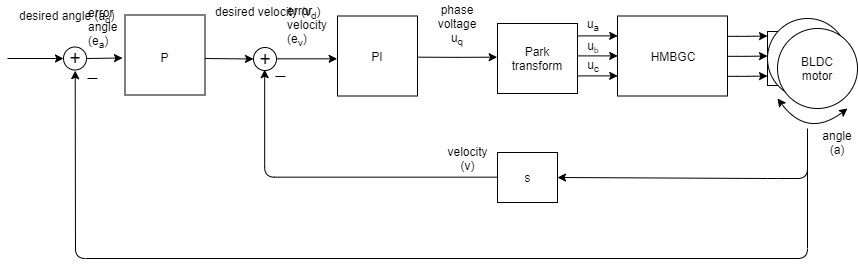 desired angle (a_d)
error
angle
(e_a)
P
desired velocity (v_d)
error
velocity
(e_v)
PI
phase
voltage
u_q
Park
transform
u_a
u_b
u_c
HMBGC
BLDC
motor
angle
(a)
velocity
(v)
s
+
−
+
−